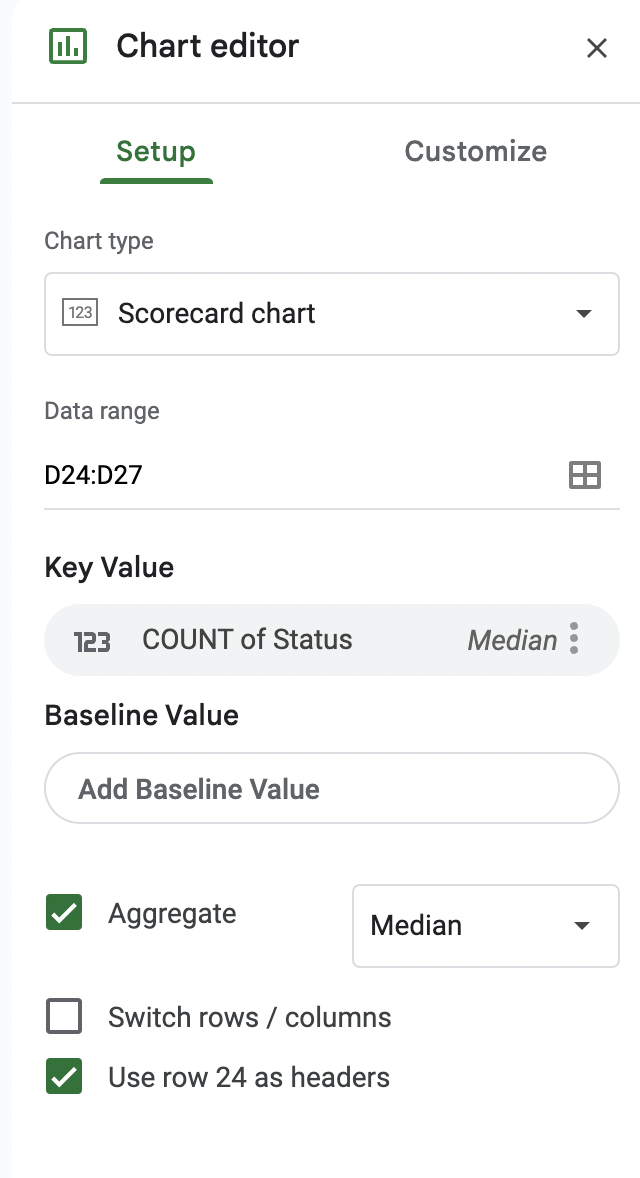 Chart editor
Setup
Customize
Chart type
123 Scorecard chart
Data range
D24:D27
Key Value
123 COUNT of Status Median
Baseline Value
Add Baseline Value
Aggregate Median
Switch rows / columns
Use row 24 as headers